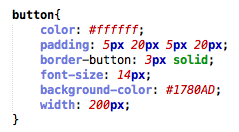 button{
color: #ffffff;
padding: 5px 20px 5px 20px;
border-button: 3px solid;
font-size: 14px;
background-color: #1780AD;
width: 200px;
}